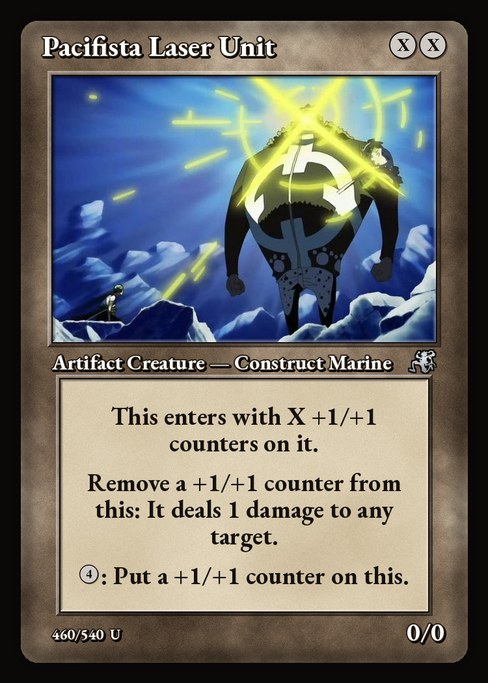 Pacifista Laser Unit X X
Artifact Creature — Construct Marine
This enters with X +1/+1
counters on it.
Remove a +1/+1 counter from
this: It deals 1 damage to any
target.
4: Put a +1/+1 counter on this.
460/540 U 0/0